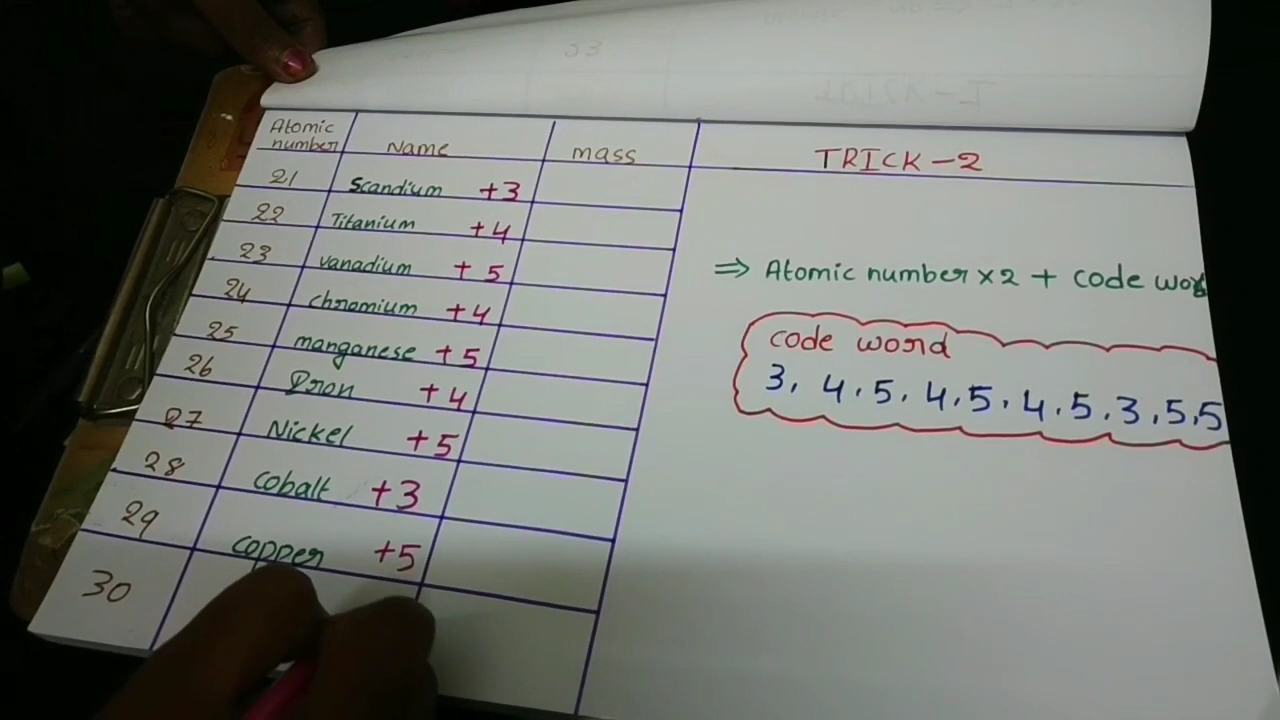 Atomic number Name mass TRICK-2
21 Scandium +3
22 Titanium +4
23 vanadium +5
24 chromium +4
25 manganese +5
26 Iron +4
27 Nickel +5
28 cobalt +3
29 copper +5
30
⇒ Atomic number ×2 + code word
code word
3, 4, 5, 4, 5, 4, 5, 3, 5, 5